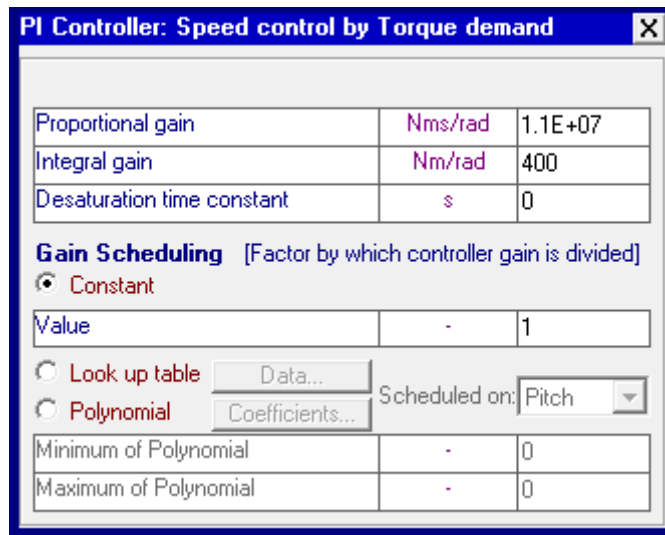 PI Controller: Speed control by Torque demand
Proportional gain Nms/rad 1.1E+07
Integral gain Nm/rad 400
Desaturation time constant s 0
Gain Scheduling [Factor by which controller gain is divided]
Constant
Value - 1
Look up table Data...
Scheduled on: Pitch
Polynomial Coefficients...
Minimum of Polynomial - 0
Maximum of Polynomial - 0